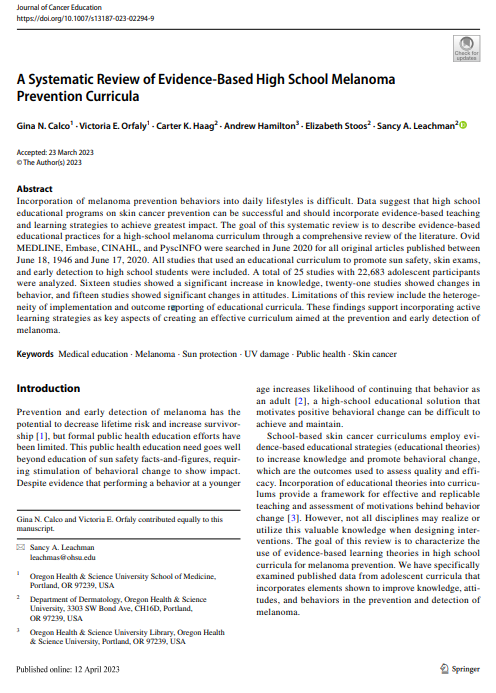 Journal of Cancer Education
https://doi.org/10.1007/s13187-023-02294-9
Check for
updates
A Systematic Review of Evidence-Based High School Melanoma
Prevention Curricula
Gina N. Calco1 · Victoria E. Orfaly1 · Carter K. Haag2 · Andrew Hamilton3 · Elizabeth Stoos2 · Sancy A. Leachman2
Accepted: 23 March 2023
© The Author(s) 2023
Abstract
Incorporation of melanoma prevention behaviors into daily lifestyles is difficult. Data suggest that high school
educational programs on skin cancer prevention can be successful and should incorporate evidence-based teaching
and learning strategies to achieve greatest impact. The goal of this systematic review is to describe evidence-based
educational practices for a high-school melanoma curriculum through a comprehensive review of the literature. Ovid
MEDLINE, Embase, CINAHL, and PyscINFO were searched in June 2020 for all original articles published between
June 18, 1946 and June 17, 2020. All studies that used an educational curriculum to promote sun safety, skin exams,
and early detection to high school students were included. A total of 25 studies with 22,683 adolescent participants
were analyzed. Sixteen studies showed a significant increase in knowledge, twenty-one studies showed changes in
behavior, and fifteen studies showed significant changes in attitudes. Limitations of this review include the heteroge-
neity of implementation and outcome reporting of educational curricula. These findings support incorporating active
learning strategies as key aspects of creating an effective curriculum aimed at the prevention and early detection of
melanoma.
Keywords Medical education · Melanoma · Sun protection · UV damage · Public health · Skin cancer
Introduction
Prevention and early detection of melanoma has the
potential to decrease lifetime risk and increase survivor-
ship [1], but formal public health education efforts have
been limited. This public health education need goes well
beyond education of sun safety facts-and-figures, requir-
ing stimulation of behavioral change to show impact.
Despite evidence that performing a behavior at a younger
age increases likelihood of continuing that behavior as
an adult [2], a high-school educational solution that
motivates positive behavioral change can be difficult to
achieve and maintain.
School-based skin cancer curriculums employ evi-
dence-based educational strategies (educational theories)
to increase knowledge and promote behavioral change,
which are the outcomes used to assess quality and effi-
cacy. Incorporation of educational theories into curricu-
lums provide a framework for effective and replicable
teaching and assessment of motivations behind behavior
change [3]. However, not all disciplines may realize or
utilize this valuable knowledge when designing inter-
ventions. The goal of this review is to characterize the
use of evidence-based learning theories in high school
curricula for melanoma prevention. We have specifically
examined published data from adolescent curricula that
incorporates elements shown to improve knowledge, atti-
tudes, and behaviors in the prevention and detection of
melanoma.
Gina N. Calco and Victoria E. Orfaly contributed equally to this
manuscript.
Sancy A. Leachman
leachmas@ohsu.edu
1 Oregon Health & Science University School of Medicine,
Portland, OR 97239, USA
2 Department of Dermatology, Oregon Health & Science
University, 3303 SW Bond Ave, CH16D, Portland,
OR 97239, USA
3 Oregon Health & Science University Library, Oregon Health
& Science University, Portland, OR 97239, USA
Published online: 12 April 2023
Springer